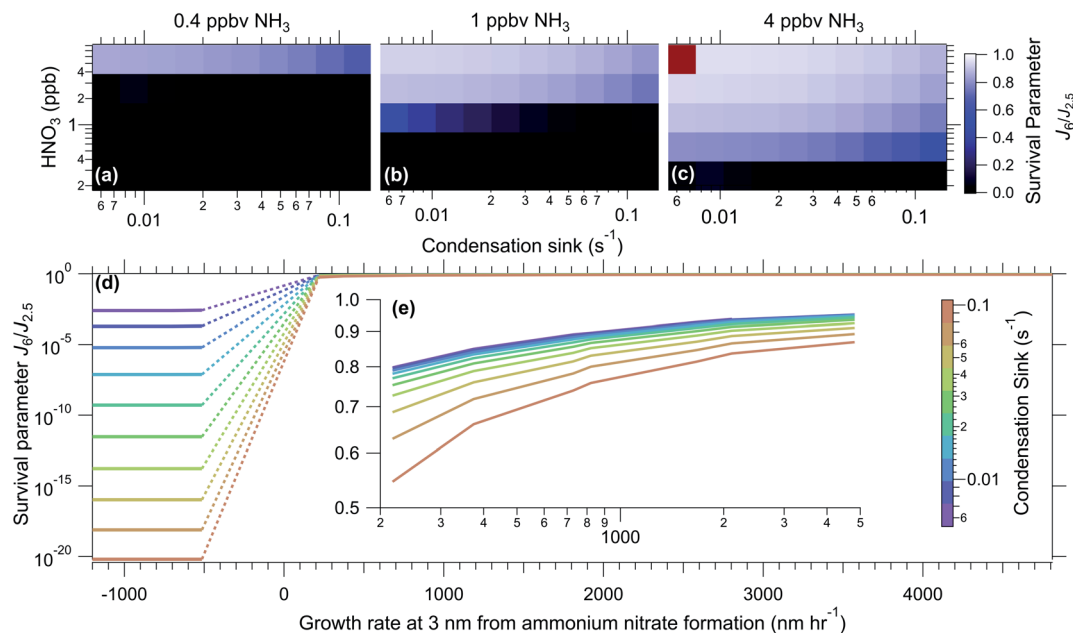 0.4 ppbv NH3
1 ppbv NH3
4 ppbv NH3
HNO3 (ppb)
4
2
1
4
2
(a)
(b)
(c)
6 7 0.01 2 3 4 5 6 7 0.1
6 7 0.01 2 3 4 5 6 7 0.1
6 0.01 2 3 4 5 6 0.1
Condensation sink (s-1)
1.0
0.8
0.6
0.4
0.2
0.0
Survival Parameter
J6/J2.5
(d)
Survival parameter J6/J2.5
10^0
10^-5
10^-10
10^-15
10^-20
-1000 0 1000 2000 3000 4000
Growth rate at 3 nm from ammonium nitrate formation (nm hr-1)
(e)
1.0
0.9
0.8
0.7
0.6
0.5
2 3 4 5 6 7 8 9 1000 2 3 4 5
0.1
6
5
4
3
2
0.01
6
Condensation Sink (s-1)